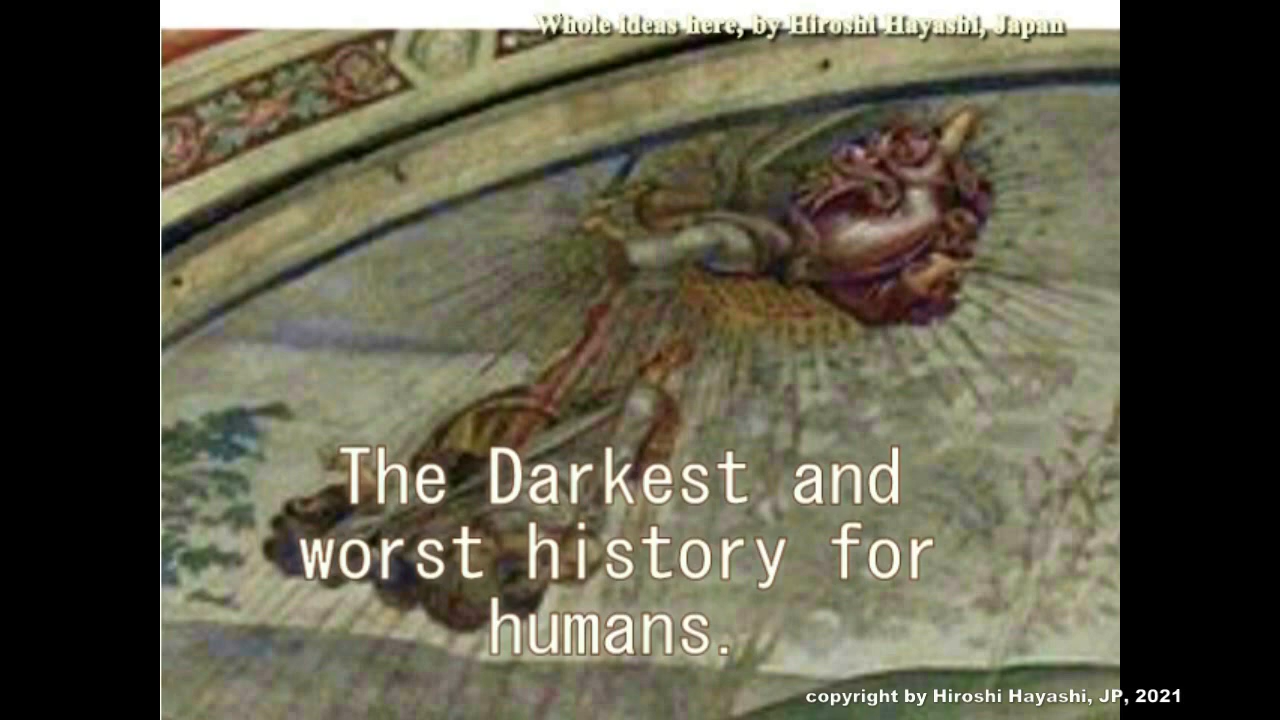 Whole ideas here, by Hiroshi Hayashi, Japan
The Darkest and
worst history for
humans.
copyright by Hiroshi Hayashi, JP, 2021